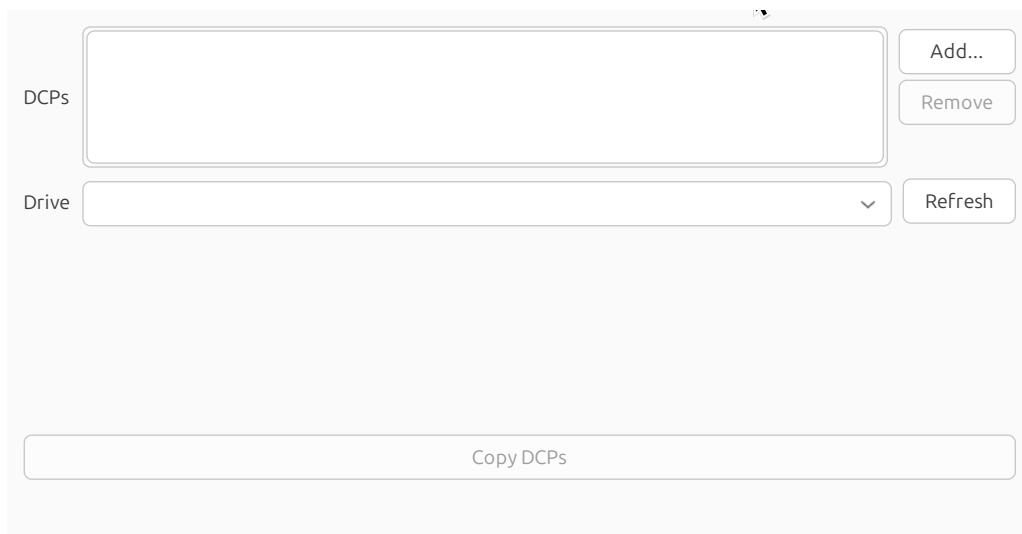 Add...
DCPs
Remove
Drive
Refresh
Copy DCPs